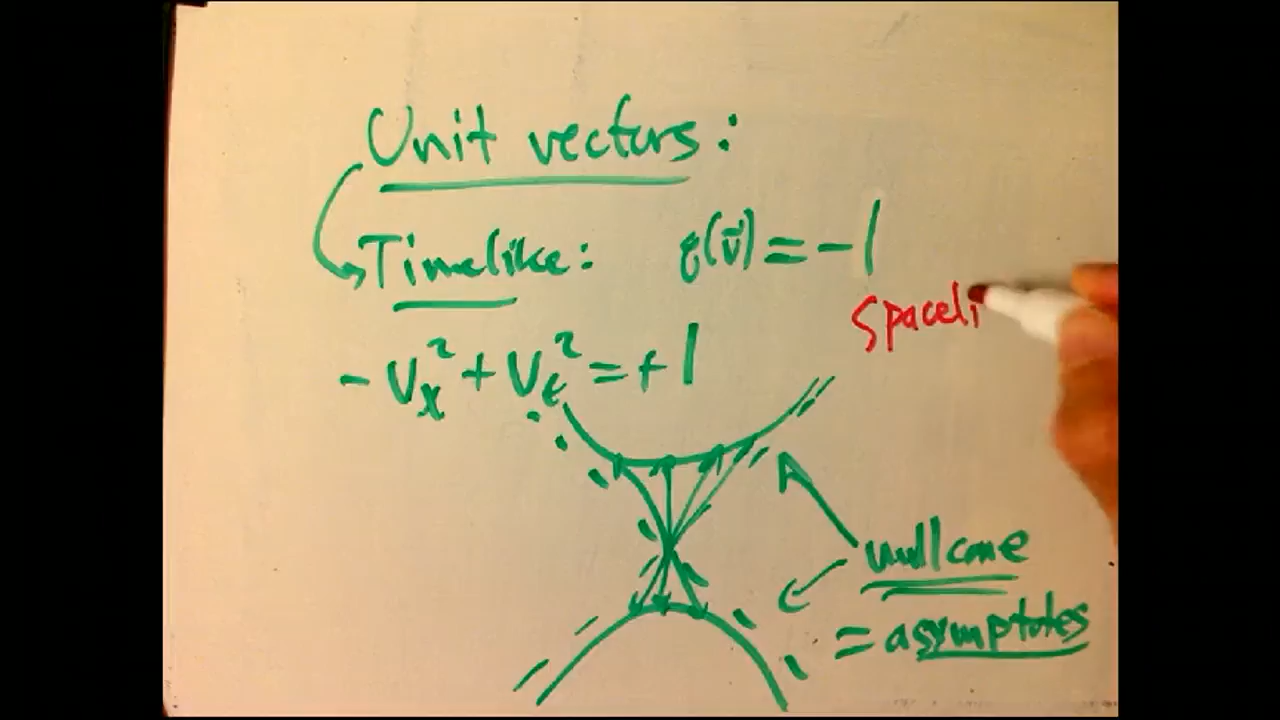 Unit vectors:
Timelike: q(v⃗) = -1
Spaceli
-Vx² + Vt² = +1
nullcone
= asymptotes